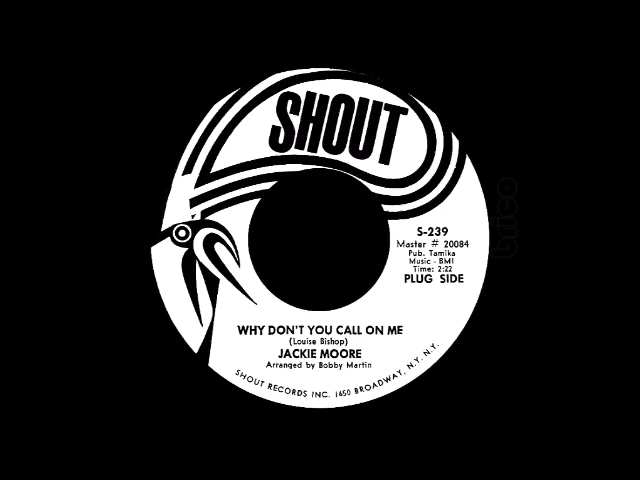 SHOUT
S-239
Master # 20084
Pub. Tamika
Music - BMI
Time: 2:22
PLUG SIDE
brico
WHY DON'T YOU CALL ON ME
(Louise Bishop)
JACKIE MOORE
Arranged by Bobby Martin
SHOUT RECORDS INC. 1650 BROADWAY, N.Y. N.Y.